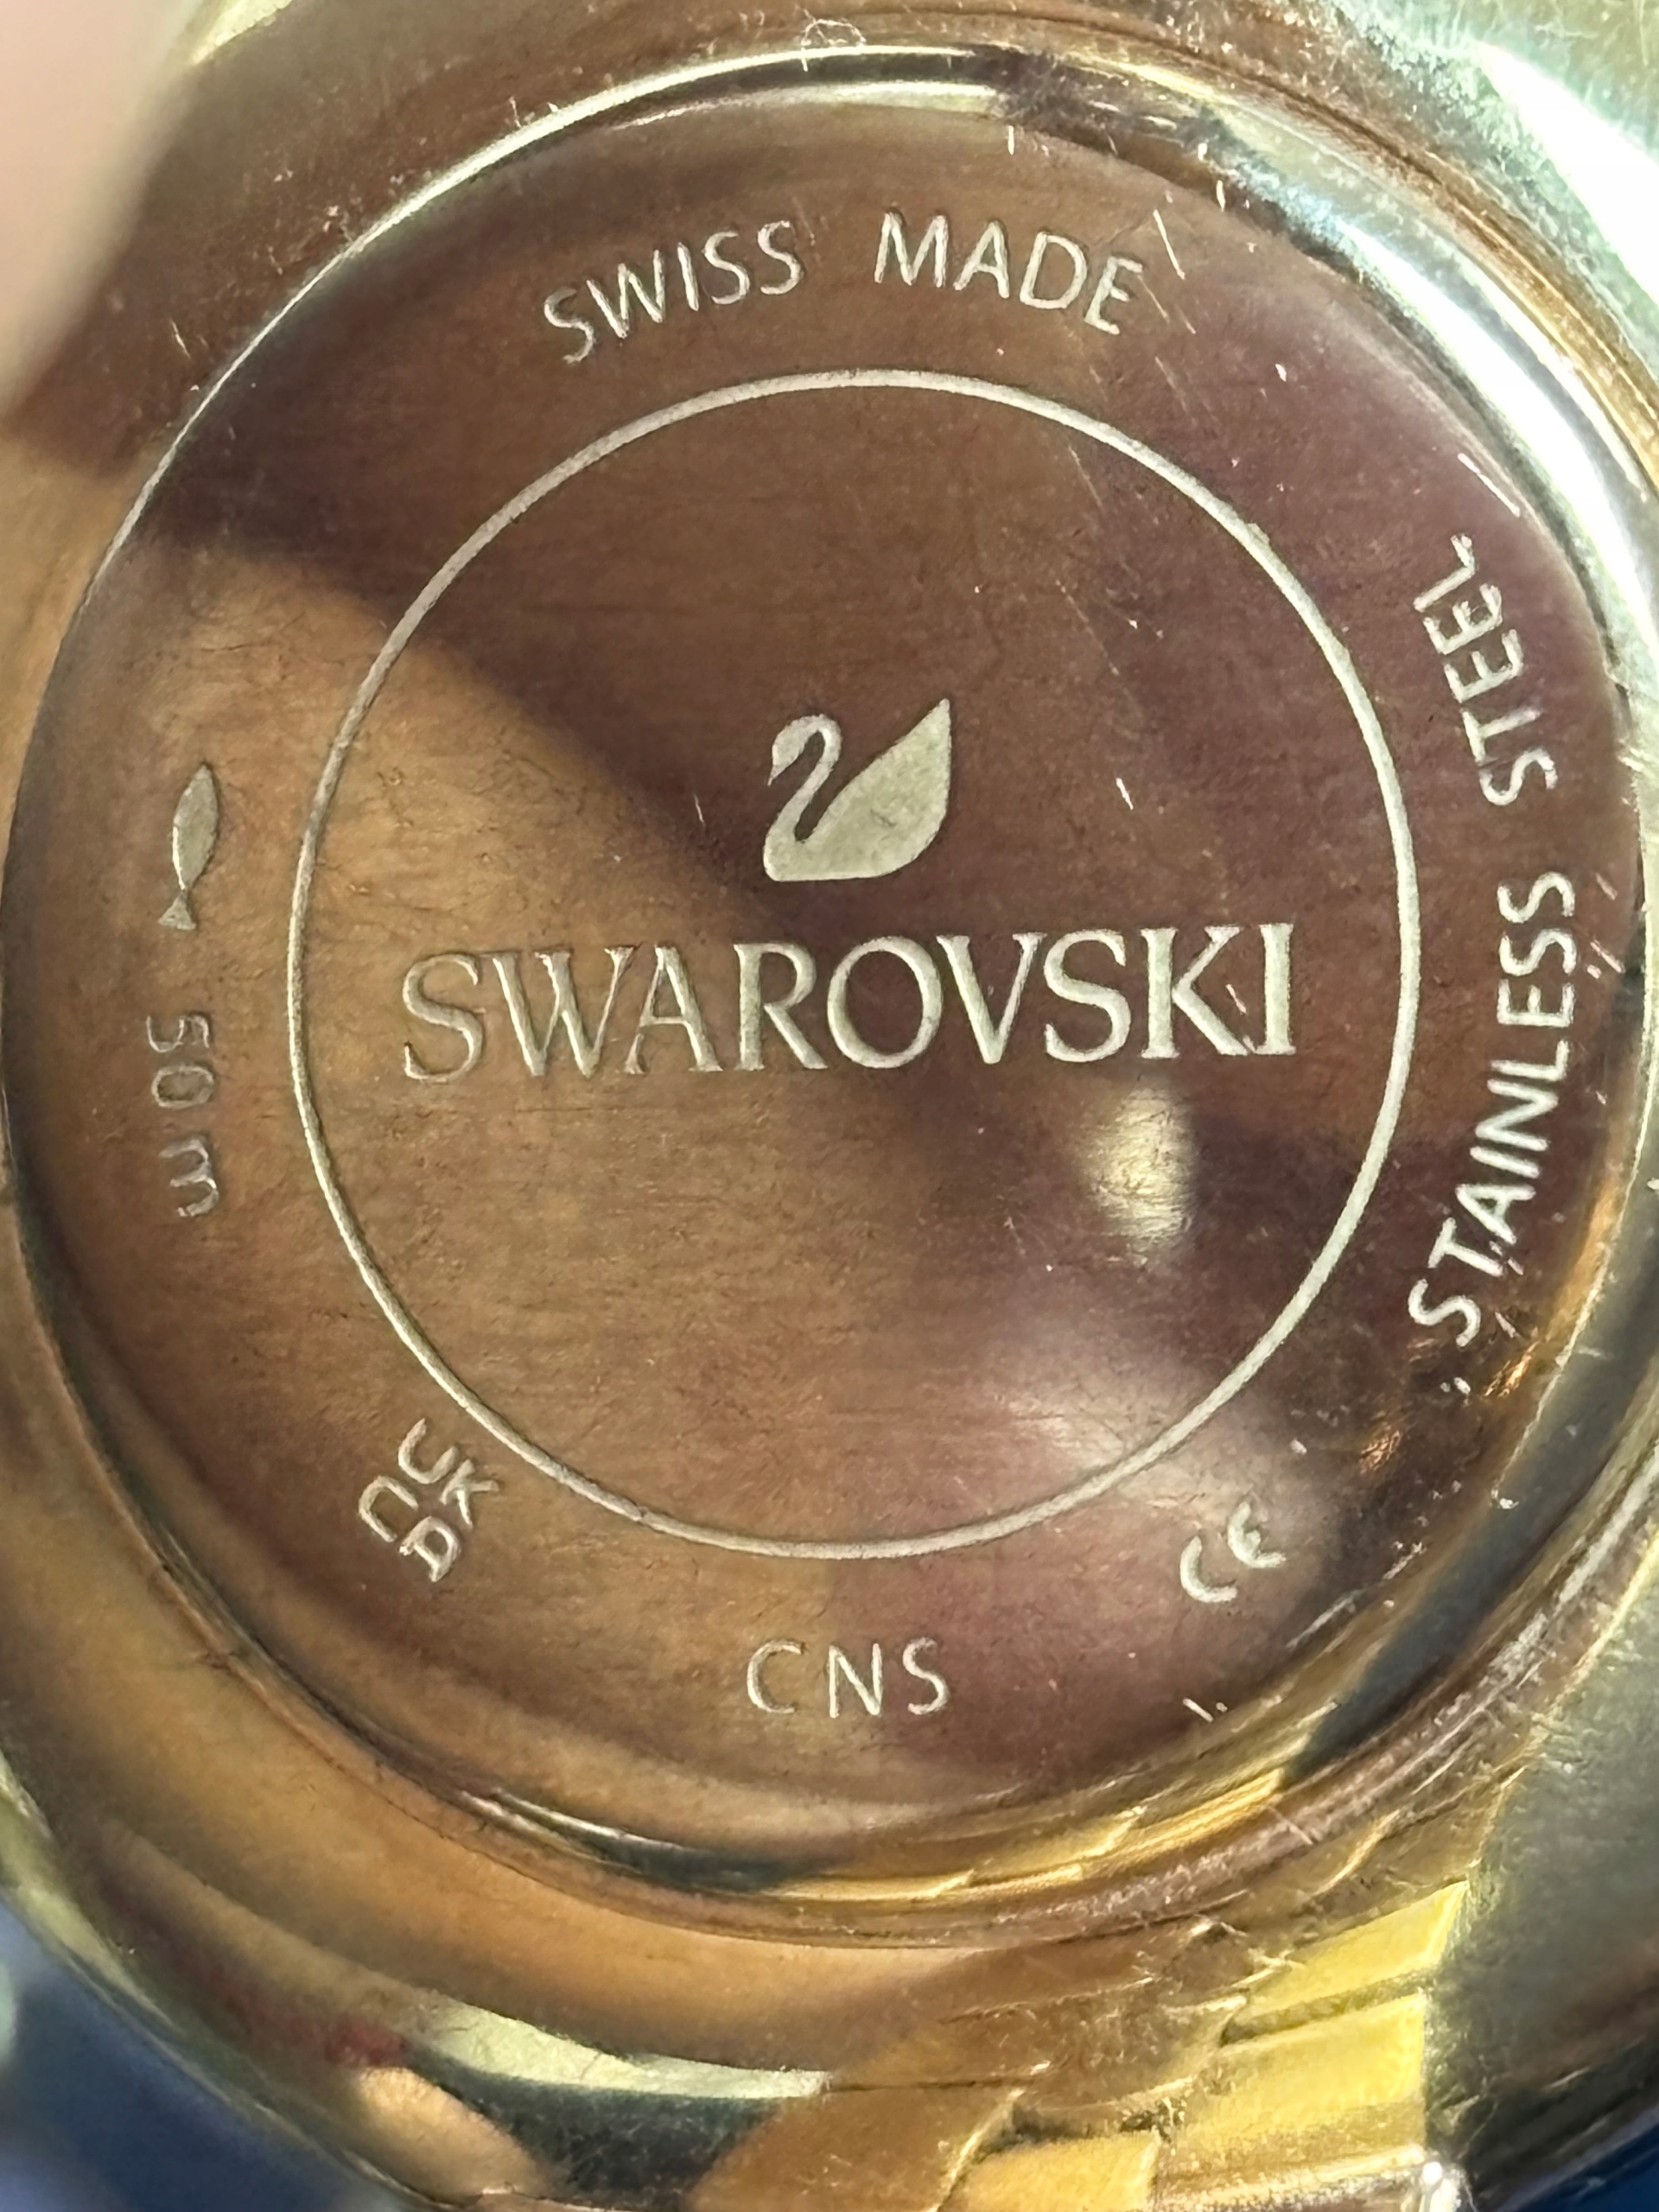 SWISS MADE
STAINLESS STEEL
SWAROVSKI
50 m
UK
CA
CE
CNS